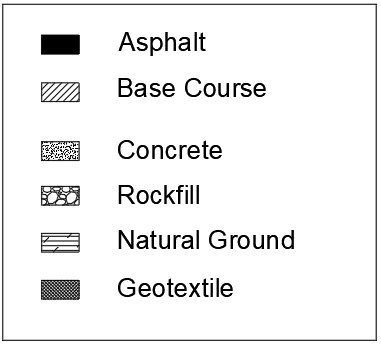 Asphalt
Base Course
Concrete
Rockfill
Natural Ground
Geotextile